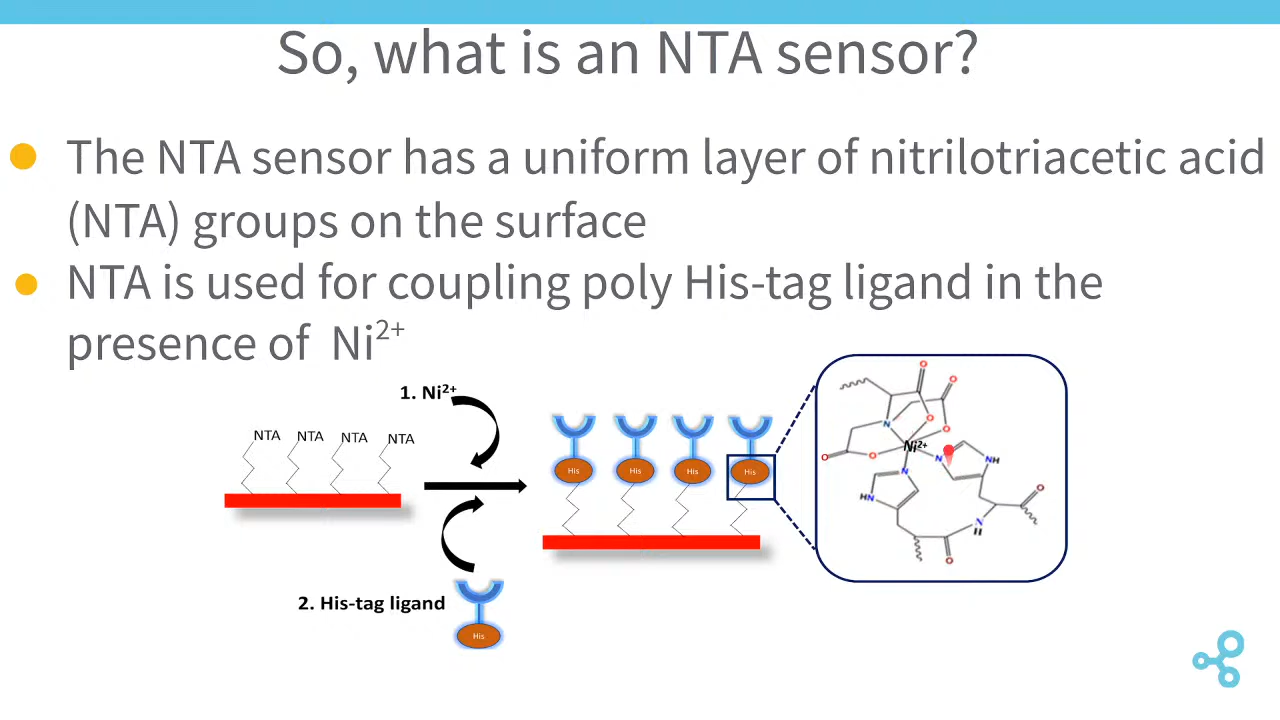 So, what is an NTA sensor?
The NTA sensor has a uniform layer of nitrilotriacetic acid
(NTA) groups on the surface
NTA is used for coupling poly His-tag ligand in the
presence of Ni²⁺
1. Ni²⁺
NTA NTA NTA NTA
His His His His
2. His-tag ligand
His
O O
N O O
O O Ni²⁺
N N NH
HN O
N
H
O